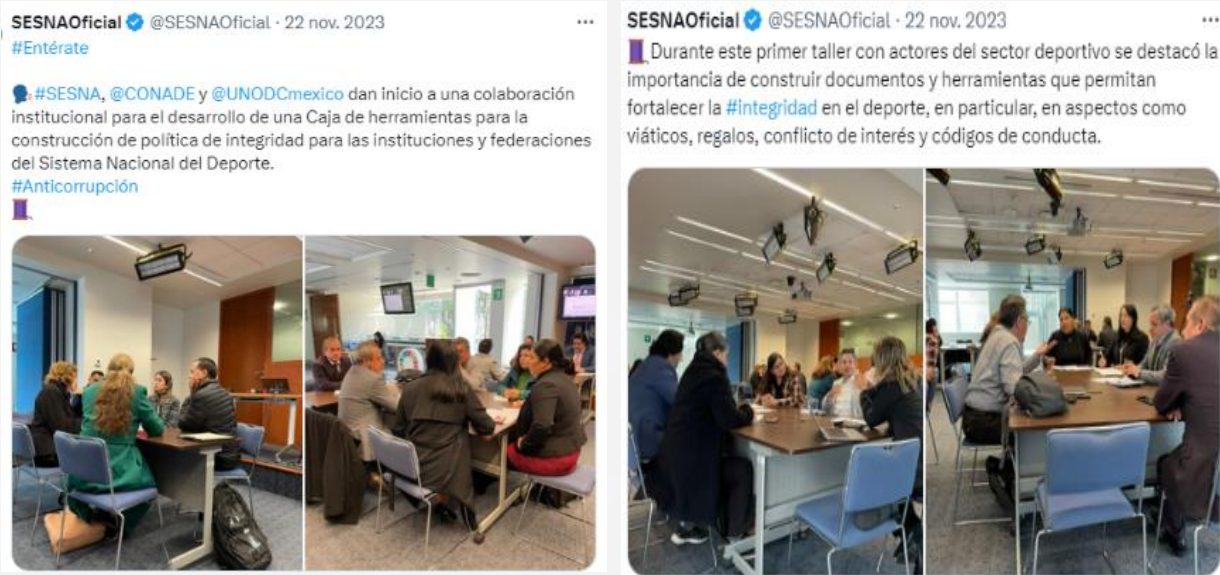 SESNAOficial @SESNAOficial · 22 nov. 2023
#Entérate
#SESNA, @CONADE y @UNODCmexico dan inicio a una colaboración
institucional para el desarrollo de una Caja de herramientas para la
construcción de política de integridad para las instituciones y federaciones
del Sistema Nacional del Deporte.
#Anticorrupción
SESNAOficial @SESNAOficial · 22 nov. 2023
Durante este primer taller con actores del sector deportivo se destacó la
importancia de construir documentos y herramientas que permitan
fortalecer la #integridad en el deporte, en particular, en aspectos como
viáticos, regalos, conflicto de interés y códigos de conducta.